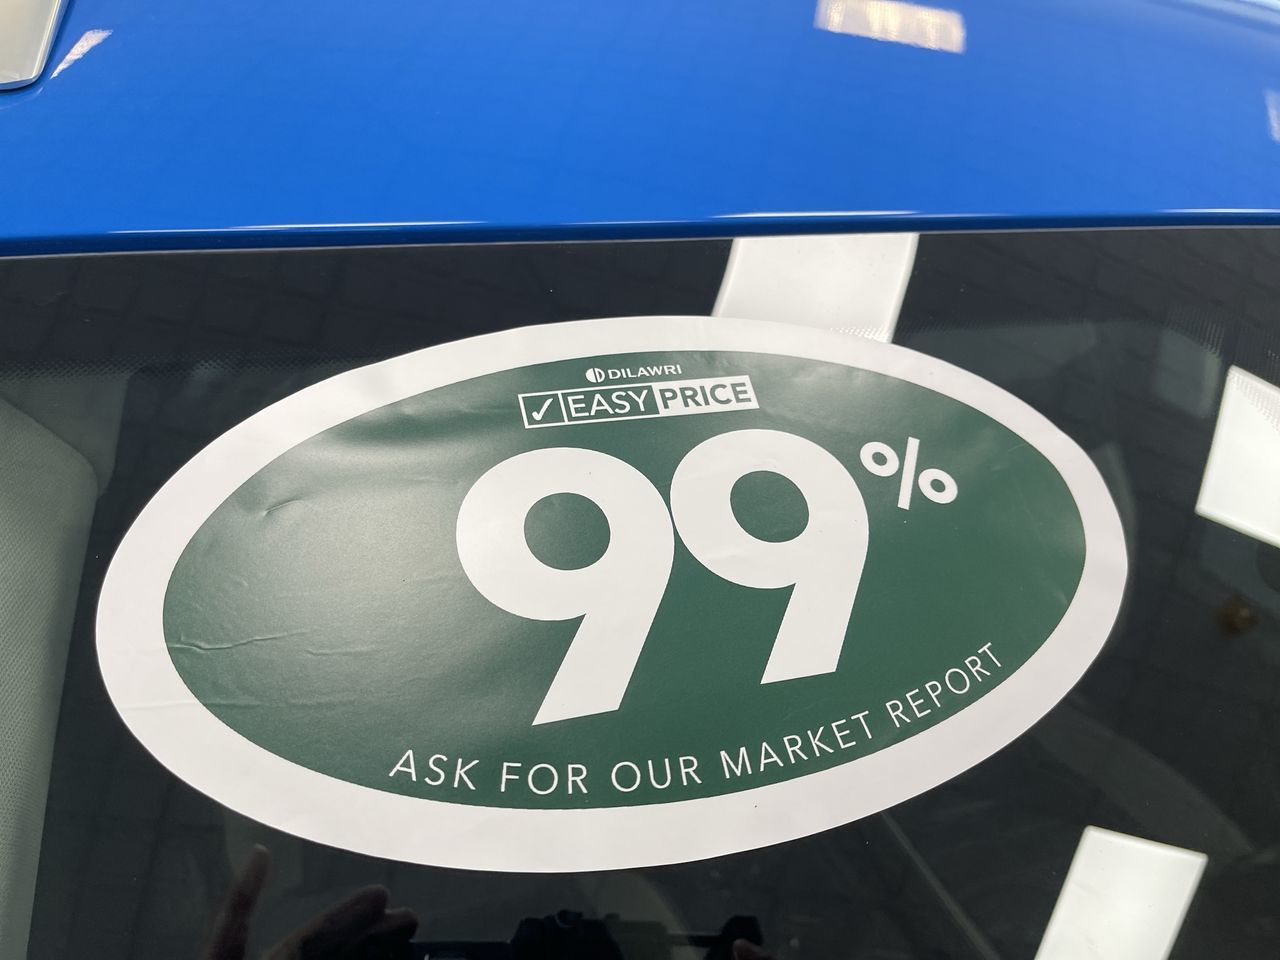 DILAWRI
✓ EASY PRICE
99%
ASK FOR OUR MARKET REPORT